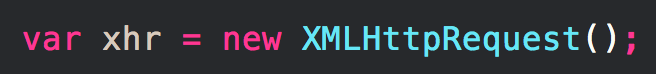 var xhr = new XMLHttpRequest();